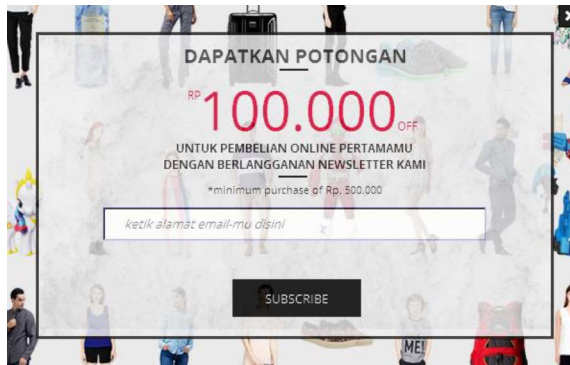 DAPATKAN POTONGAN
RP 100.000 OFF
UNTUK PEMBELIAN ONLINE PERTAMAMU
DENGAN BERLANGGANAN NEWSLETTER KAMI
*minimum purchase of Rp. 500.000
ketik alamat email-mu disini
x
SUBSCRIBE
ME!